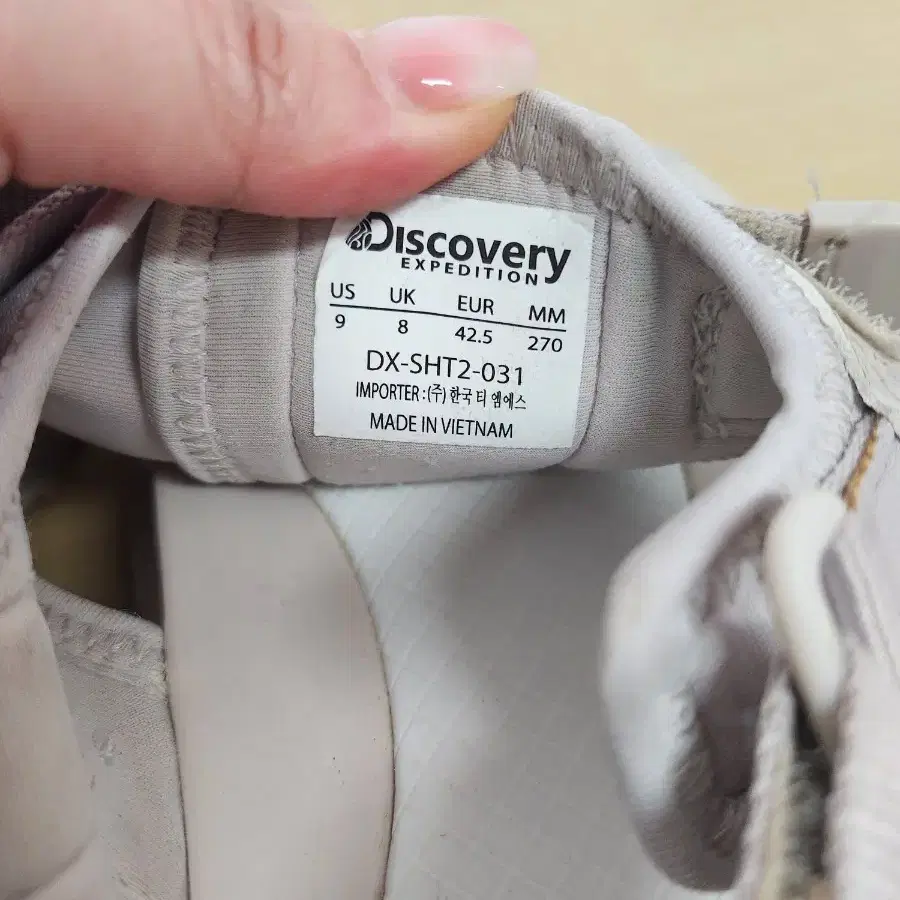 DISCOVERY
EXPEDITION
US UK EUR MM
9 8 42.5 270
DX-SHT2-031
IMPORTER : (주) 한국 티 엠에스
MADE IN VIETNAM